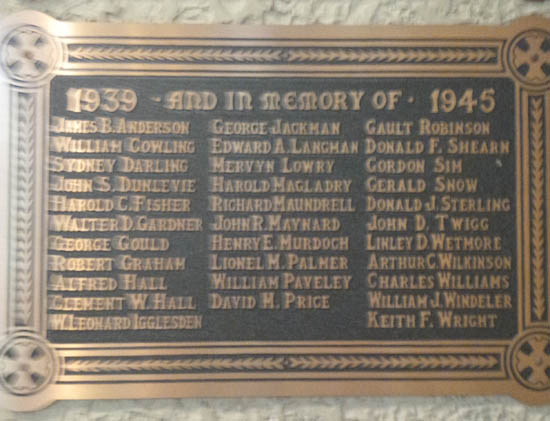 1939 - AND IN MEMORY OF - 1945
JAMES B. ANDERSON
WILLIAM COWLING
SYDNEY DARLING
JOHN S. DUNLEVIE
HAROLD C. FISHER
WALTER D. GARDNER
GEORGE GOULD
ROBERT GRAHAM
ALFRED HALL
CLEMENT W. HALL
W. LEONARD IGGLESDEN
GEORGE JACKMAN
EDWARD A. LANGMAN
MERVYN LOWRY
HAROLD MAGLADRY
RICHARD MAUNDRELL
JOHN R. MAYNARD
HENRY E. MURDOCH
LIONEL M. PALMER
WILLIAM PAVELEY
DAVID H. PRICE
GAULT ROBINSON
DONALD F. SHEARN
GORDON SIM
GERALD SNOW
DONALD J. STERLING
JOHN D. TWIGG
LINLEY D. WETMORE
ARTHUR C. WILKINSON
CHARLES WILLIAMS
WILLIAM J. WINDELER
KEITH F. WRIGHT